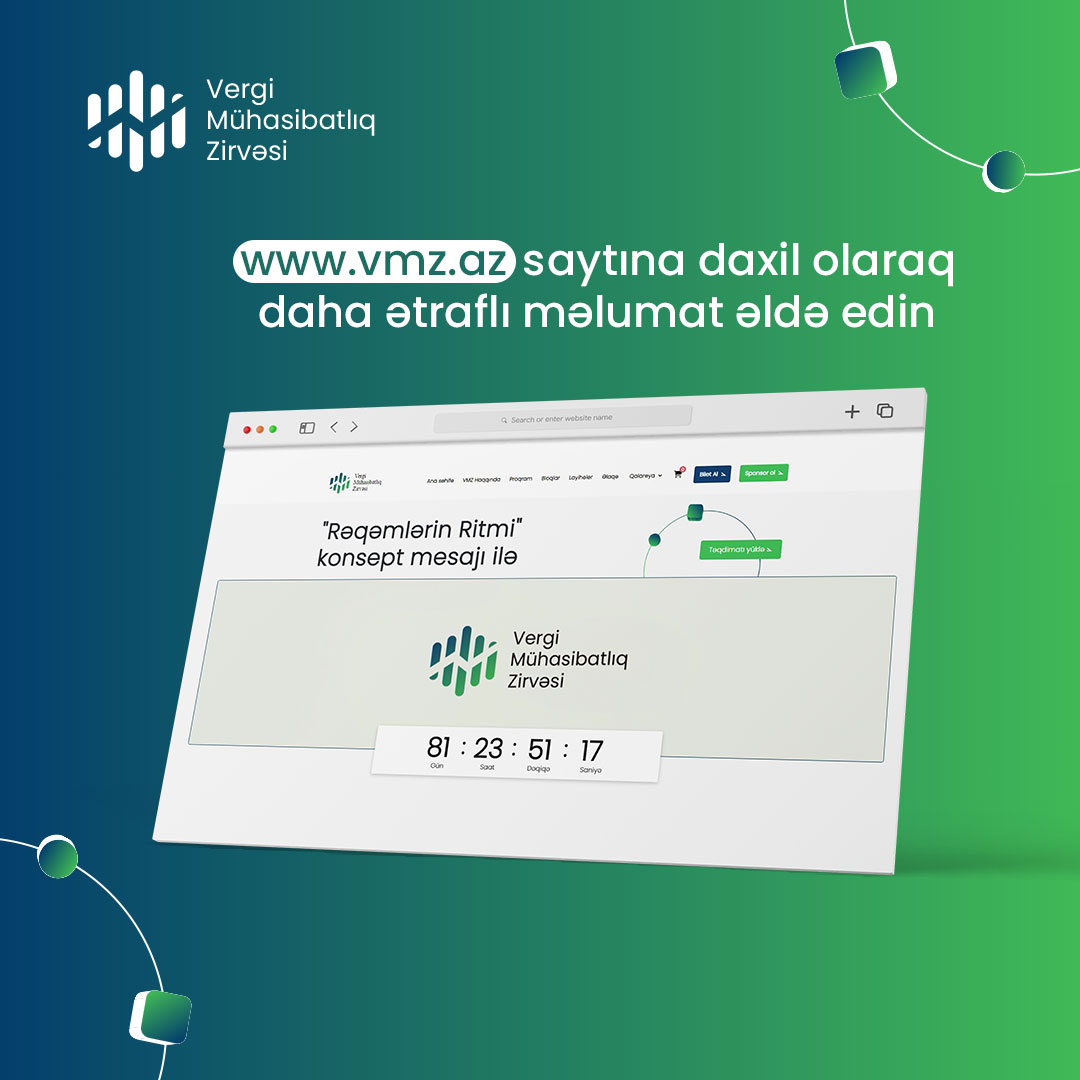 Vergi
Mühasibatlıq
Zirvəsi
www.vmz.az saytına daxil olaraq
daha ətraflı məlumat əldə edin
Search or enter website name
Vergi
Mühasibatlıq
Zirvəsi
Ana səhifə VMZ Haqqında Proqram Bloqlar Layihələr Əlaqə Qalareya Bilet Al Sponsor ol
"Rəqəmlərin Ritmi"
konsept mesajı ilə
Təqdimatı yüklə
Vergi
Mühasibatlıq
Zirvəsi
81 : 23 : 51 : 17
Gün Saat Dəqiqə Saniyə